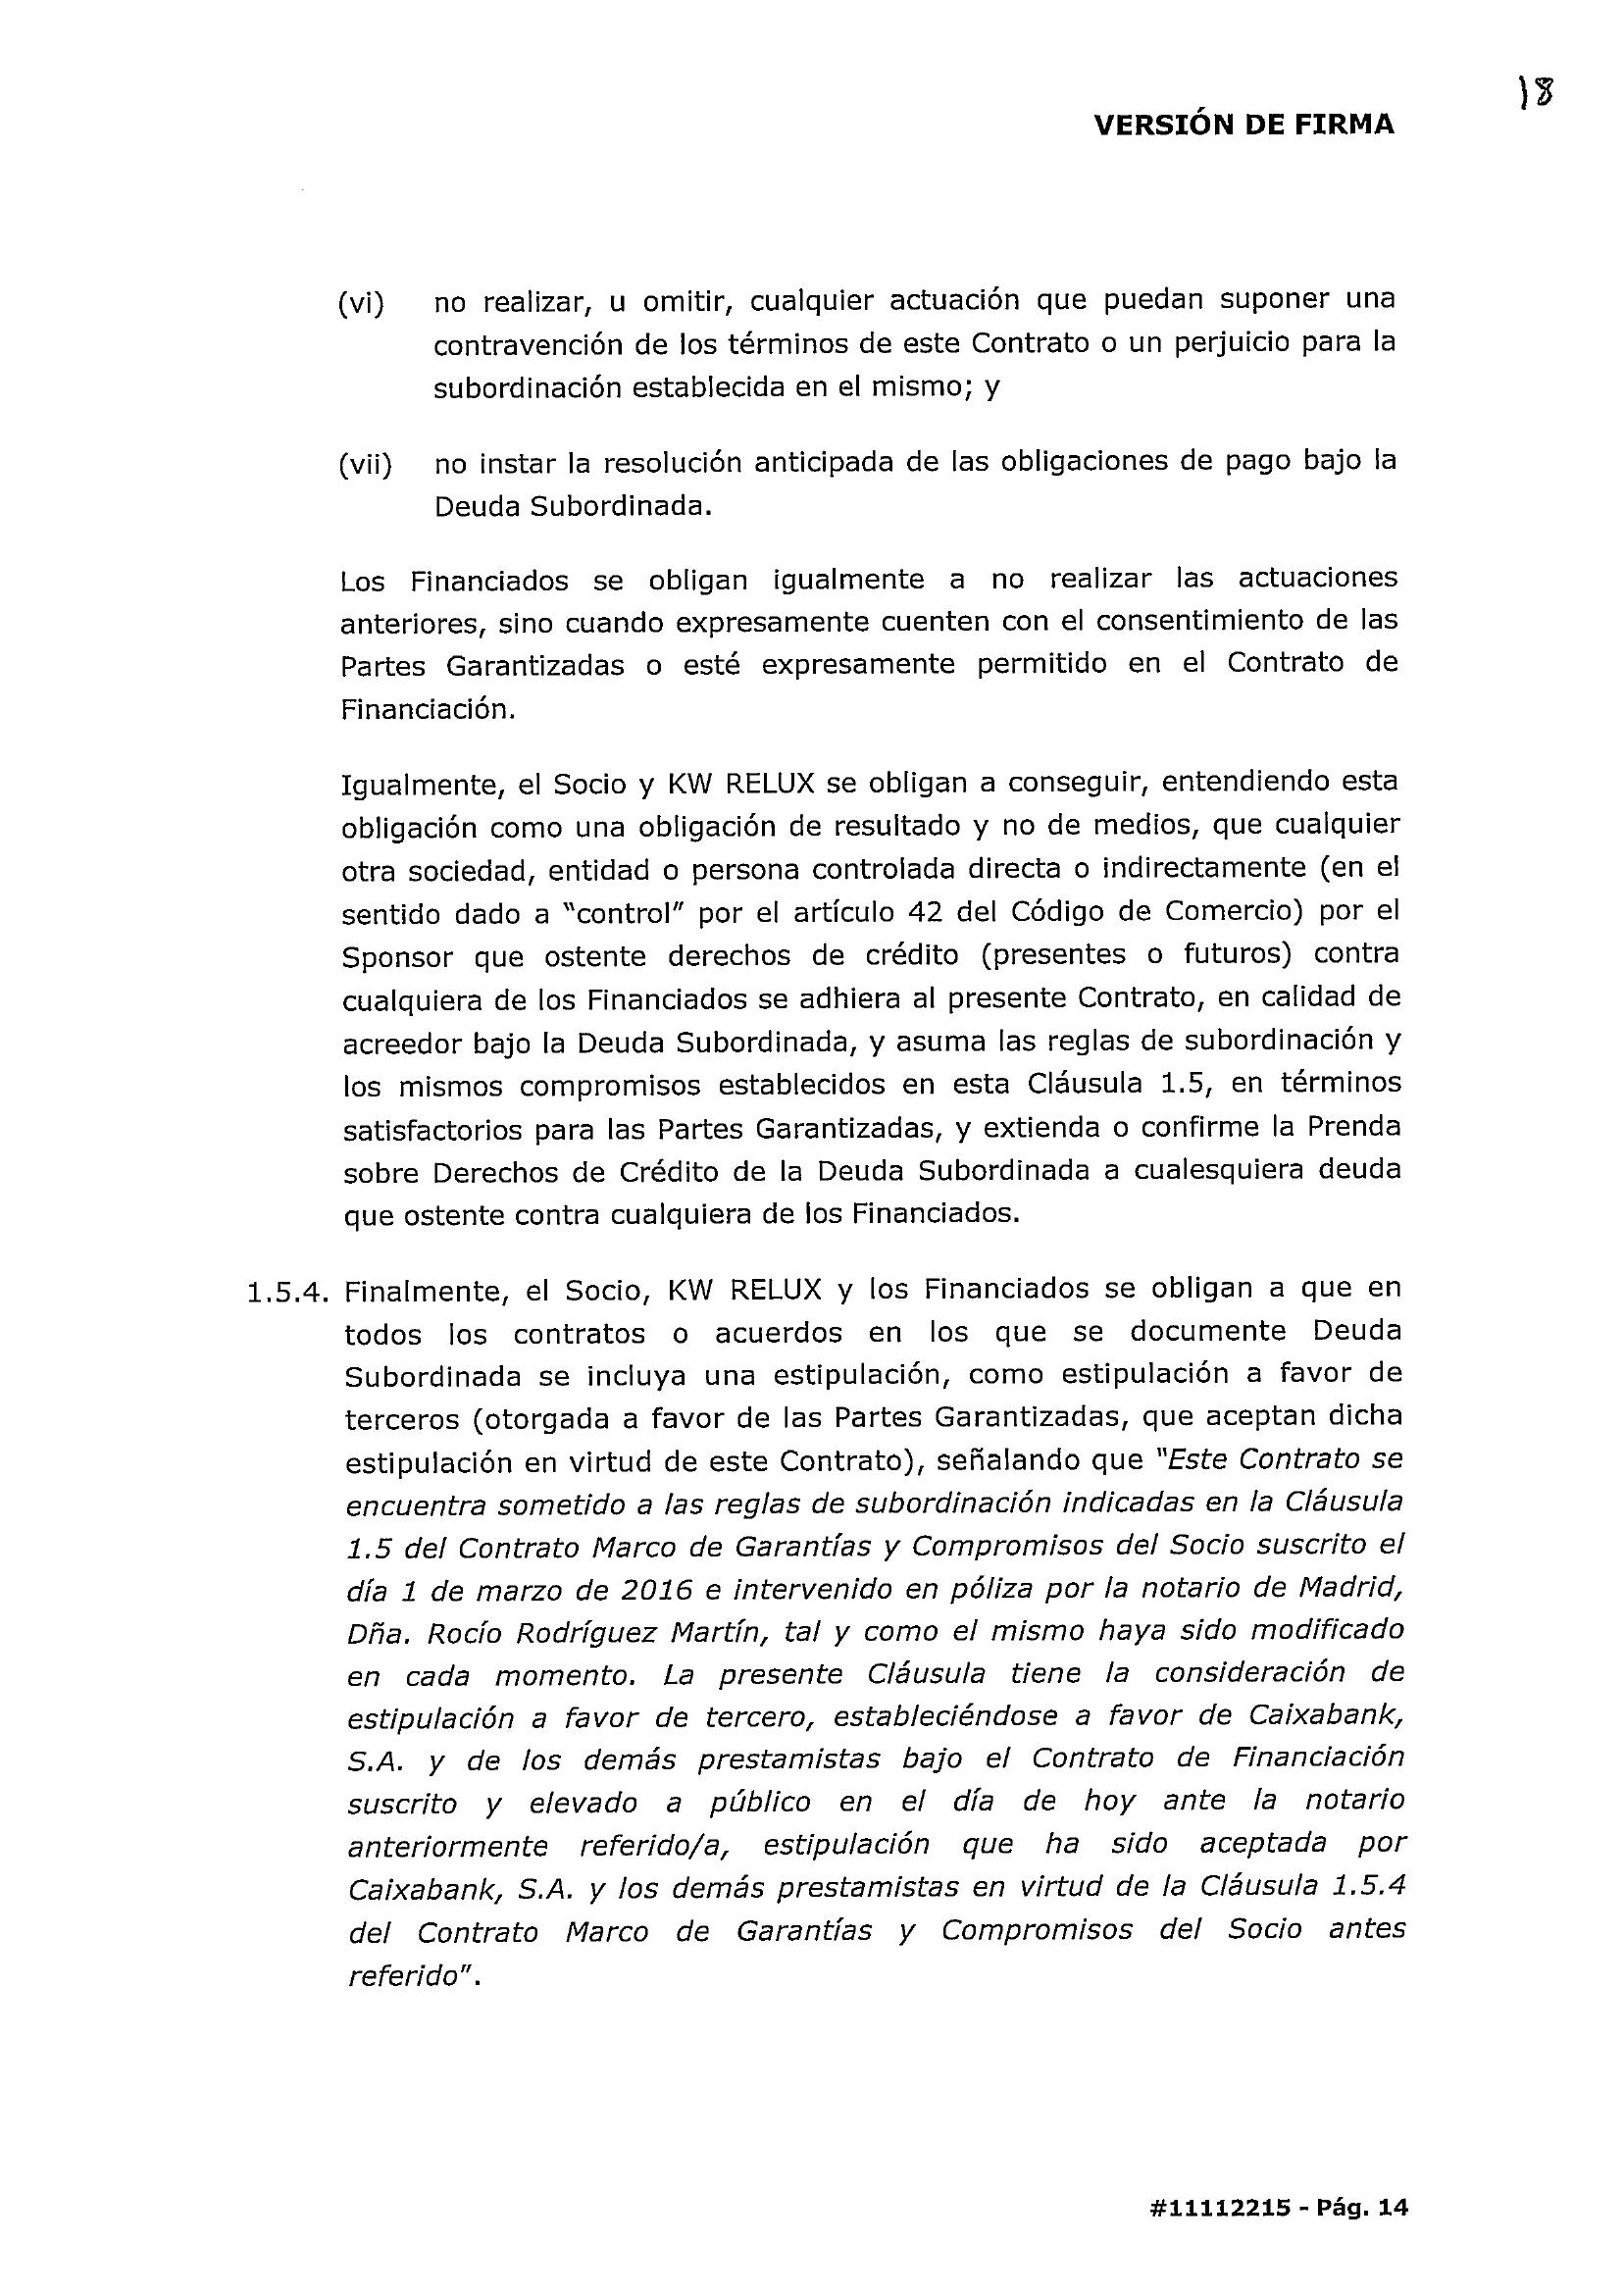 18
VERSIÓN DE FIRMA
(vi) no realizar, u omitir, cualquier actuación que puedan suponer una
contravención de los términos de este Contrato o un perjuicio para la
subordinación establecida en el mismo; y
(vii) no instar la resolución anticipada de las obligaciones de pago bajo la
Deuda Subordinada.
Los Financiados se obligan igualmente a no realizar las actuaciones
anteriores, sino cuando expresamente cuenten con el consentimiento de las
Partes Garantizadas o esté expresamente permitido en el Contrato de
Financiación.
Igualmente, el Socio y KW RELUX se obligan a conseguir, entendiendo esta
obligación como una obligación de resultado y no de medios, que cualquier
otra sociedad, entidad o persona controlada directa o indirectamente (en el
sentido dado a "control" por el artículo 42 del Código de Comercio) por el
Sponsor que ostente derechos de crédito (presentes o futuros) contra
cualquiera de los Financiados se adhiera al presente Contrato, en calidad de
acreedor bajo la Deuda Subordinada, y asuma las reglas de subordinación y
los mismos compromisos establecidos en esta Cláusula 1.5, en términos
satisfactorios para las Partes Garantizadas, y extienda o confirme la Prenda
sobre Derechos de Crédito de la Deuda Subordinada a cualesquiera deuda
que ostente contra cualquiera de los Financiados.
1.5.4. Finalmente, el Socio, KW RELUX y los Financiados se obligan a que en
todos los contratos o acuerdos en los que se documente Deuda
Subordinada se incluya una estipulación, como estipulación a favor de
terceros (otorgada a favor de las Partes Garantizadas, que aceptan dicha
estipulación en virtud de este Contrato), señalando que "Este Contrato se
encuentra sometido a las reglas de subordinación indicadas en la Cláusula
1.5 del Contrato Marco de Garantías y Compromisos del Socio suscrito el
día 1 de marzo de 2016 e intervenido en póliza por la notario de Madrid,
Dña. Rocío Rodríguez Martín, tal y como el mismo haya sido modificado
en cada momento. La presente Cláusula tiene la consideración de
estipulación a favor de tercero, estableciéndose a favor de Caixabank,
S.A. y de los demás prestamistas bajo el Contrato de Financiación
suscrito y elevado a público en el día de hoy ante la notario
anteriormente referido/a, estipulación que ha sido aceptada por
Caixabank, S.A. y los demás prestamistas en virtud de la Cláusula 1.5.4
del Contrato Marco de Garantías y Compromisos del Socio antes
referido".
#11112215 - Pág. 14